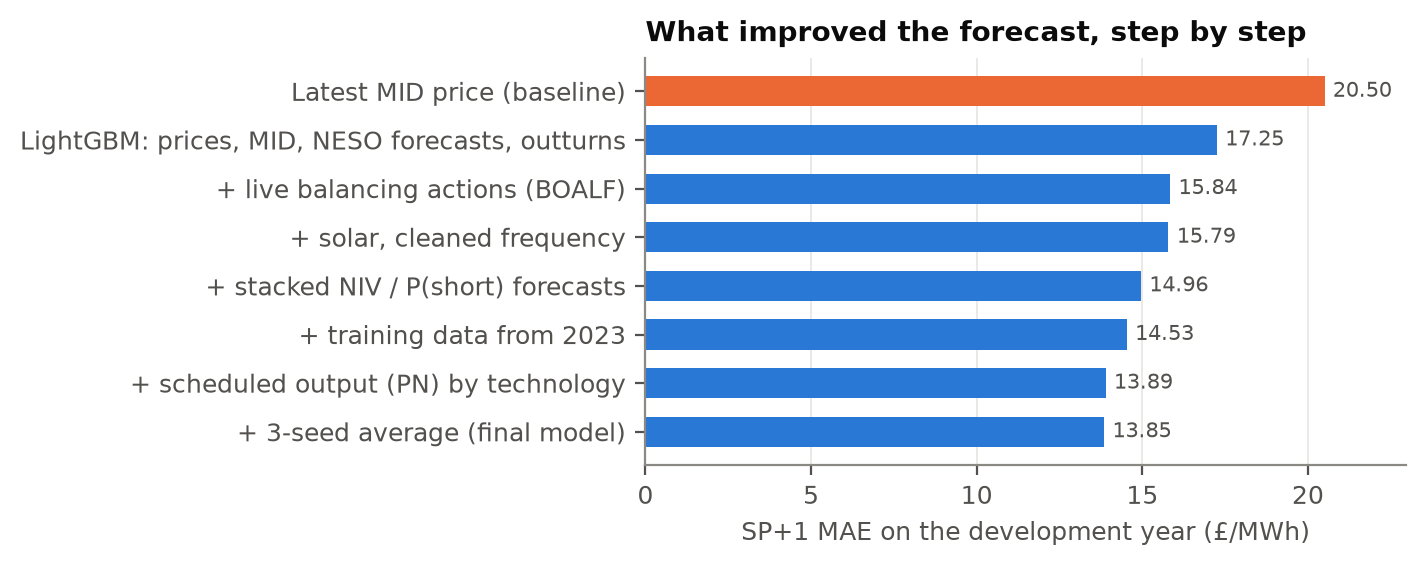 What improved the forecast, step by step
Latest MID price (baseline)
20.50
LightGBM: prices, MID, NESO forecasts, outturns
17.25
+ live balancing actions (BOALF)
15.84
+ solar, cleaned frequency
15.79
+ stacked NIV / P(short) forecasts
14.96
+ training data from 2023
14.53
+ scheduled output (PN) by technology
13.89
+ 3-seed average (final model)
13.85
0 5 10 15 20
SP+1 MAE on the development year (£/MWh)